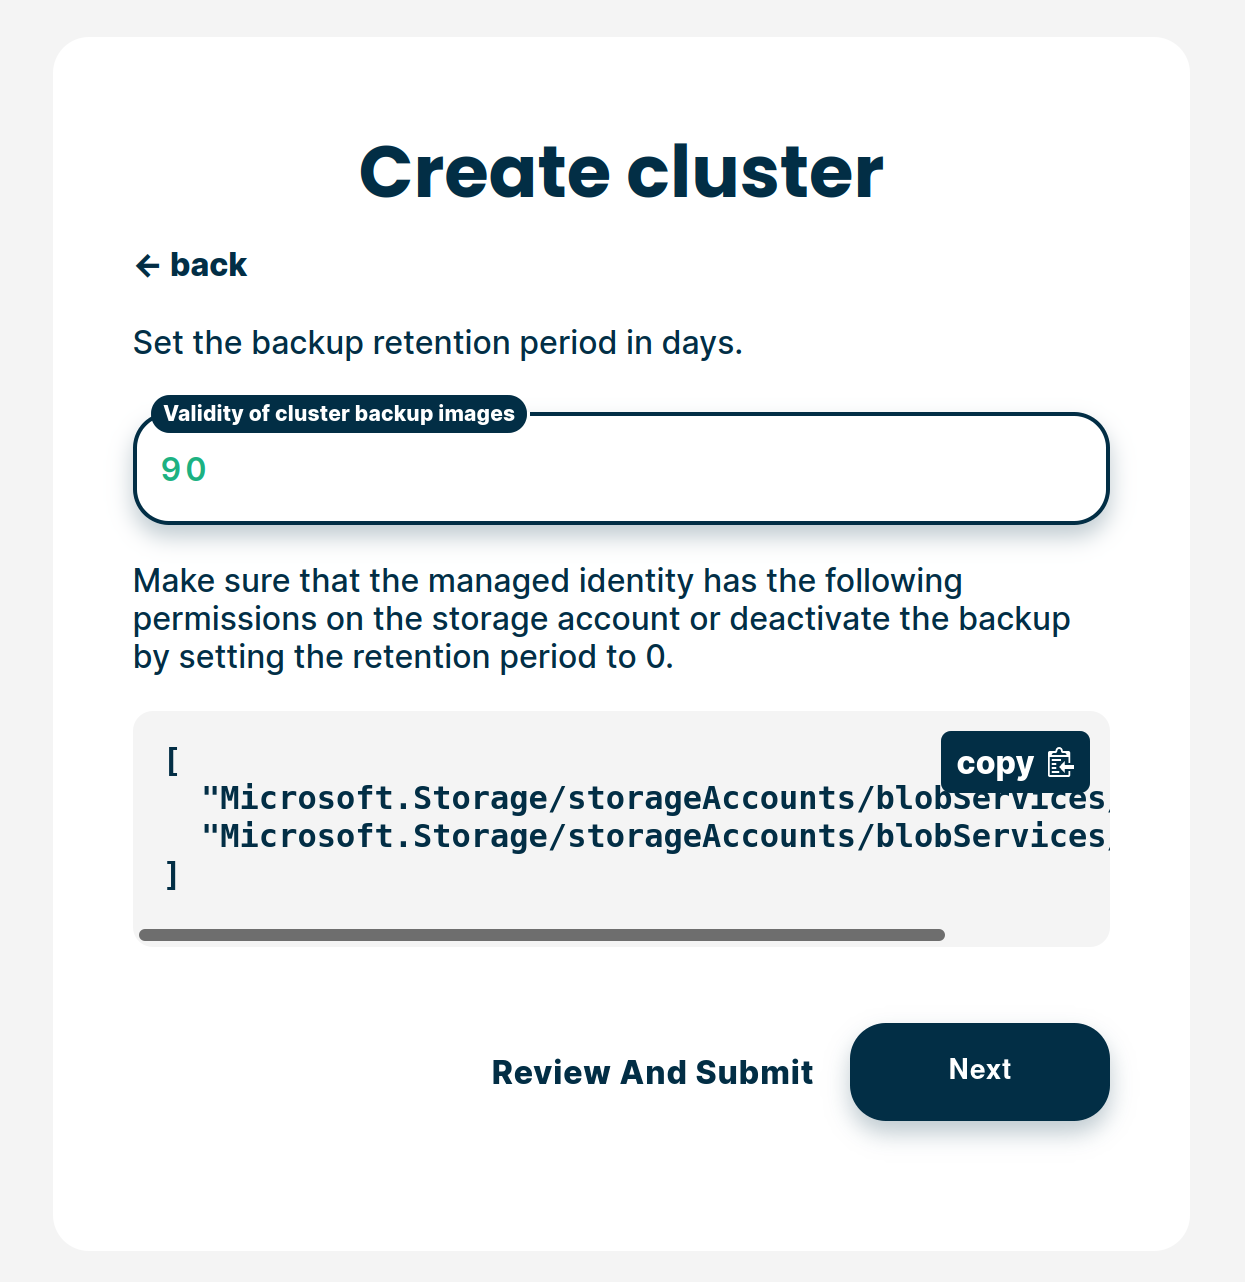 Create cluster
← back
Set the backup retention period in days.
Validity of cluster backup images
90
Make sure that the managed identity has the following
permissions on the storage account or deactivate the backup
by setting the retention period to 0.
[
copy
"Microsoft.Storage/storageAccounts/blobServices/
"Microsoft.Storage/storageAccounts/blobServices/
]
Review And Submit
Next